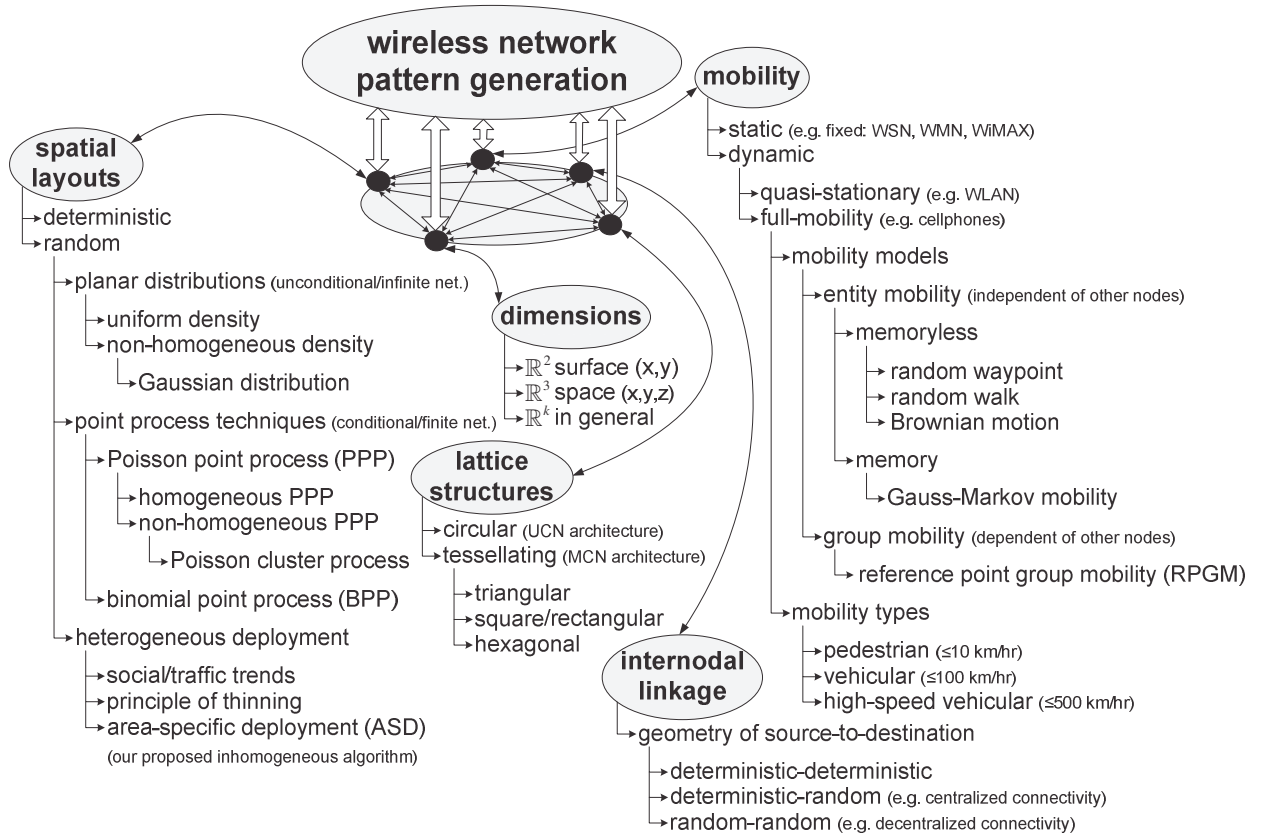 wireless network
pattern generation
spatial
layouts
deterministic
random
planar distributions (unconditional/infinite net.)
uniform density
non-homogeneous density
Gaussian distribution
point process techniques (conditional/finite net.)
Poisson point process (PPP)
homogeneous PPP
non-homogeneous PPP
Poisson cluster process
binomial point process (BPP)
heterogeneous deployment
social/traffic trends
principle of thinning
area-specific deployment (ASD)
(our proposed inhomogeneous algorithm)
dimensions
ℝ² surface (x,y)
ℝ³ space (x,y,z)
ℝᵏ in general
lattice
structures
circular (UCN architecture)
tessellating (MCN architecture)
triangular
square/rectangular
hexagonal
internodal
linkage
geometry of source-to-destination
deterministic-deterministic
deterministic-random (e.g. centralized connectivity)
random-random (e.g. decentralized connectivity)
mobility
static (e.g. fixed: WSN, WMN, WiMAX)
dynamic
quasi-stationary (e.g. WLAN)
full-mobility (e.g. cellphones)
mobility models
entity mobility (independent of other nodes)
memoryless
random waypoint
random walk
Brownian motion
memory
Gauss-Markov mobility
group mobility (dependent of other nodes)
reference point group mobility (RPGM)
mobility types
pedestrian (≤10 km/hr)
vehicular (≤100 km/hr)
high-speed vehicular (≤500 km/hr)